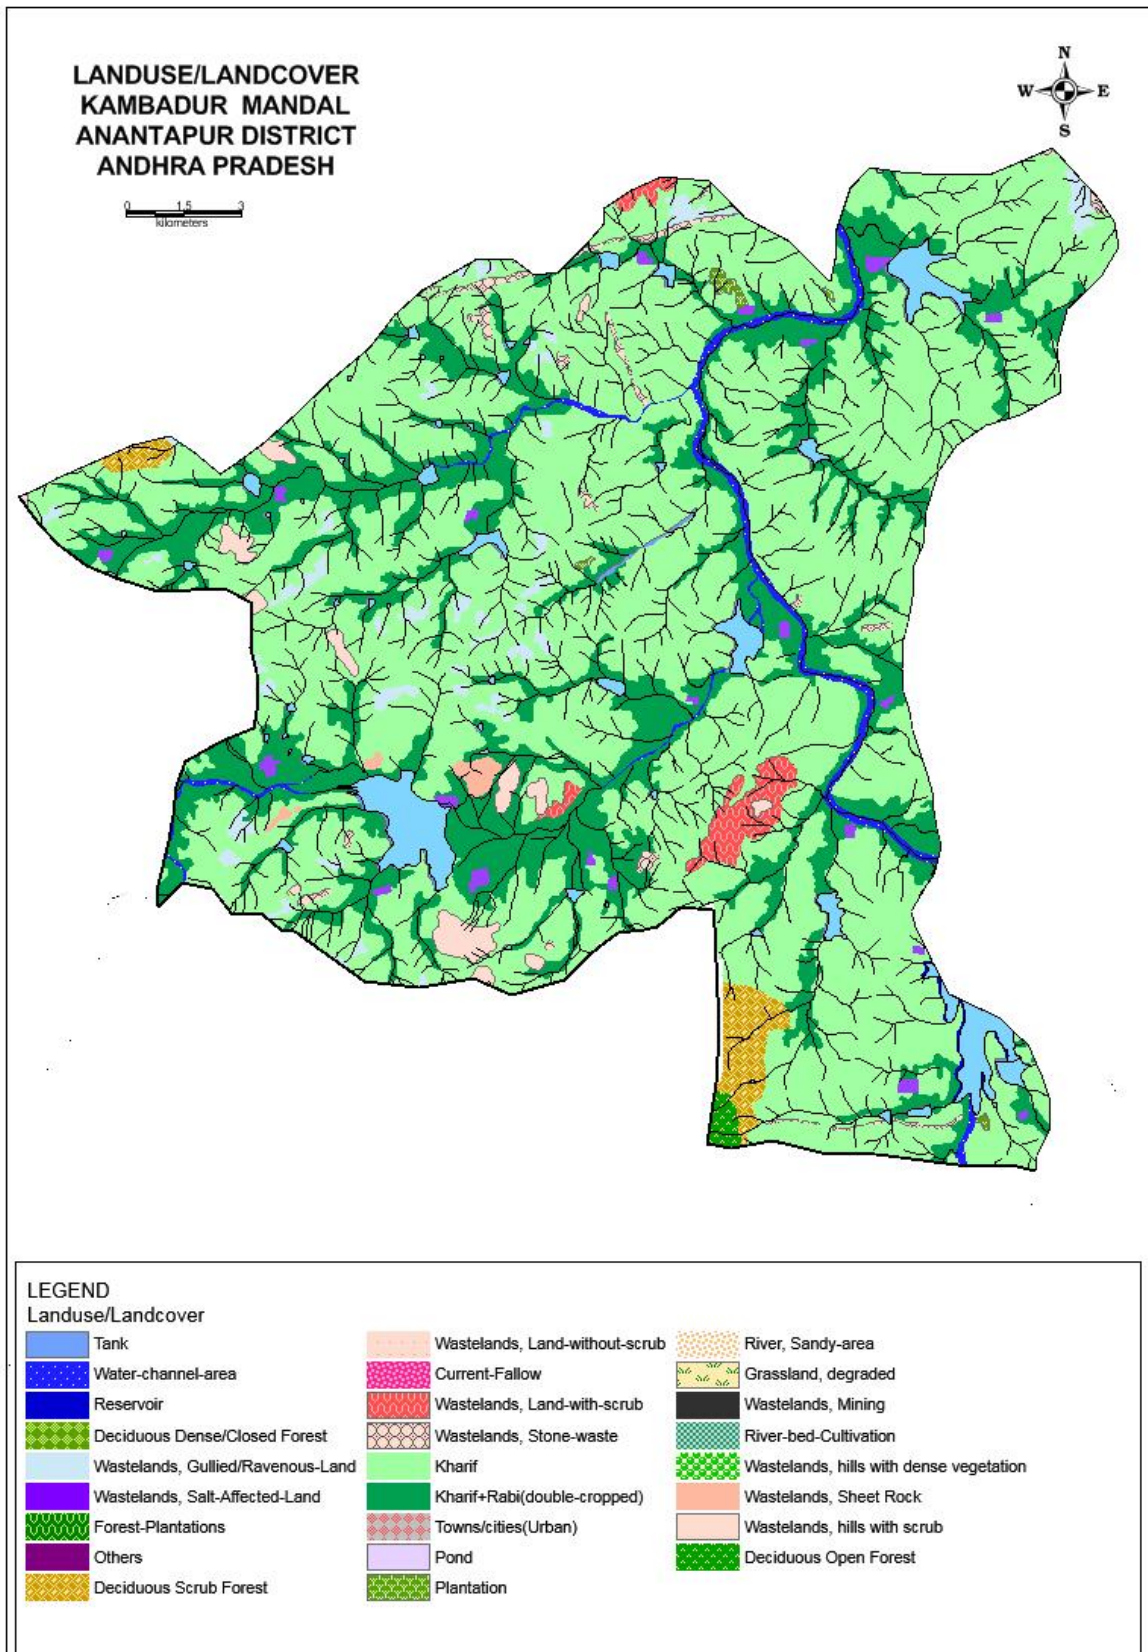 LANDUSE/LANDCOVER
KAMBADUR MANDAL
ANANTAPUR DISTRICT
ANDHRA PRADESH
N
W E
S
0 1.5 3
kilometers
LEGEND
Landuse/Landcover
Tank
Water-channel-area
Reservoir
Deciduous Dense/Closed Forest
Wastelands, Gullied/Ravenous-Land
Wastelands, Salt-Affected-Land
Forest-Plantations
Others
Deciduous Scrub Forest
Wastelands, Land-without-scrub
Current-Fallow
Wastelands, Land-with-scrub
Wastelands, Stone-waste
Kharif
Kharif+Rabi(double-cropped)
Towns/cities(Urban)
Pond
Plantation
River, Sandy-area
Grassland, degraded
Wastelands, Mining
River-bed-Cultivation
Wastelands, hills with dense vegetation
Wastelands, Sheet Rock
Wastelands, hills with scrub
Deciduous Open Forest